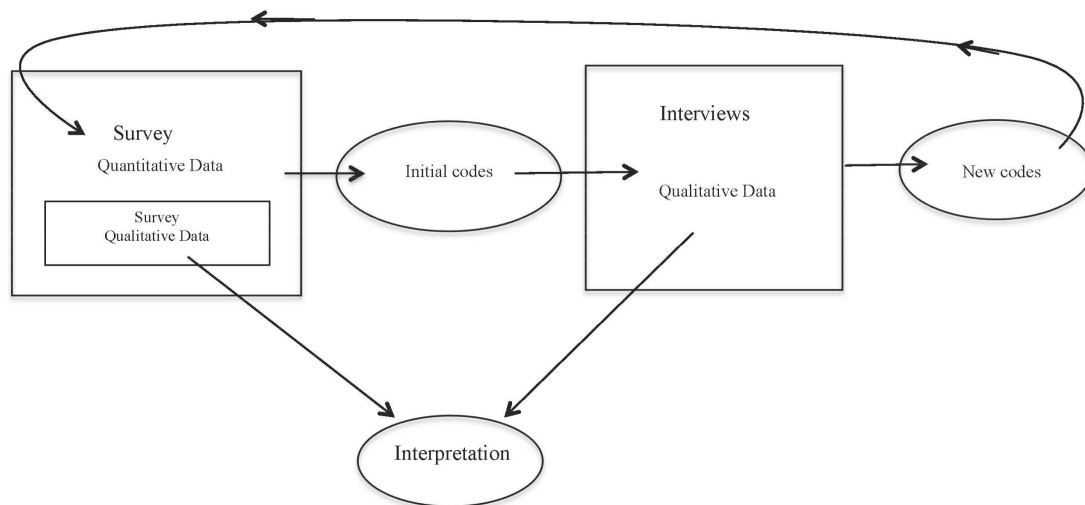 Survey
Quantitative Data
Survey
Qualitative Data
Initial codes
Interviews
Qualitative Data
New codes
Interpretation